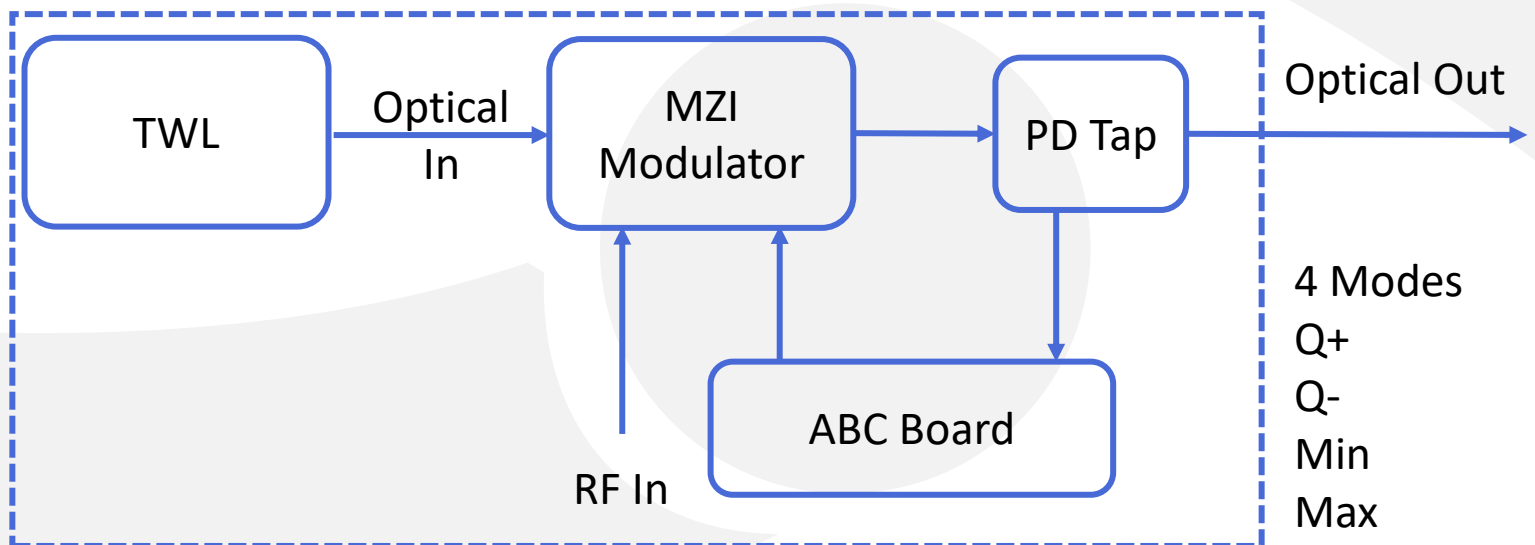 TWL
Optical
In
MZI
Modulator
PD Tap
Optical Out
ABC Board
RF In
4 Modes
Q+
Q-
Min
Max